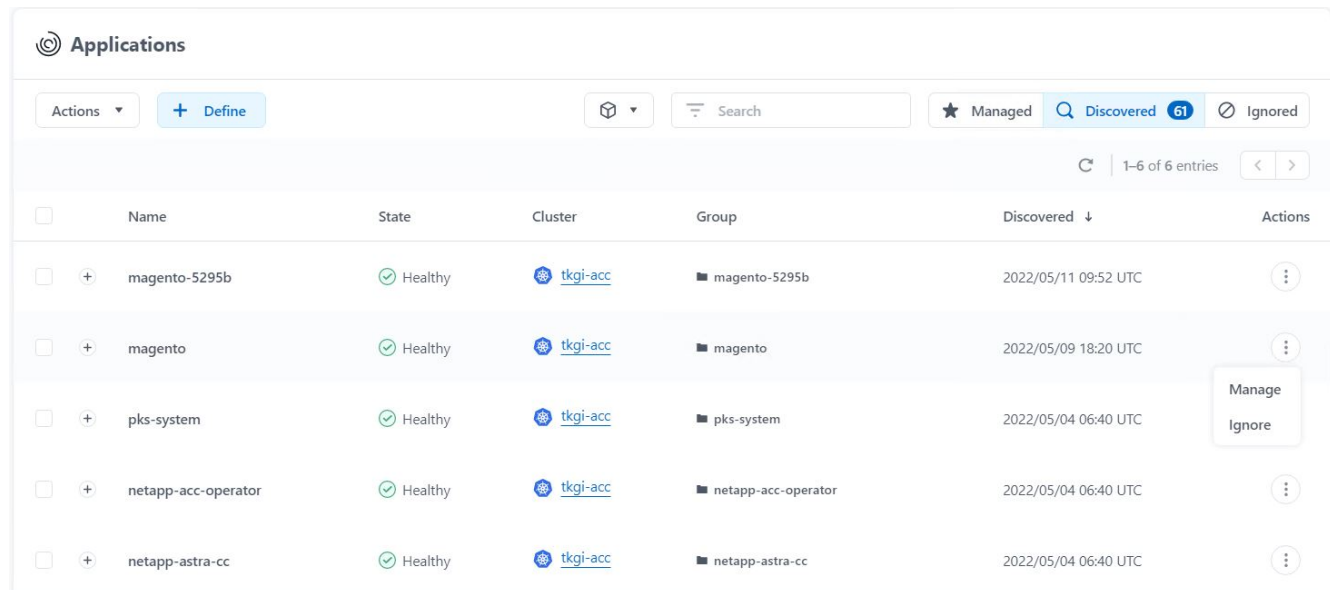 Applications
Actions
+ Define
Search
Managed
Discovered 61
Ignored
1–6 of 6 entries
Name State Cluster Group Discovered ↓ Actions
magento-5295b Healthy tkgi-acc magento-5295b 2022/05/11 09:52 UTC
magento Healthy tkgi-acc magento 2022/05/09 18:20 UTC
Manage
pks-system Healthy tkgi-acc pks-system 2022/05/04 06:40 UTC
Ignore
netapp-acc-operator Healthy tkgi-acc netapp-acc-operator 2022/05/04 06:40 UTC
netapp-astra-cc Healthy tkgi-acc netapp-astra-cc 2022/05/04 06:40 UTC